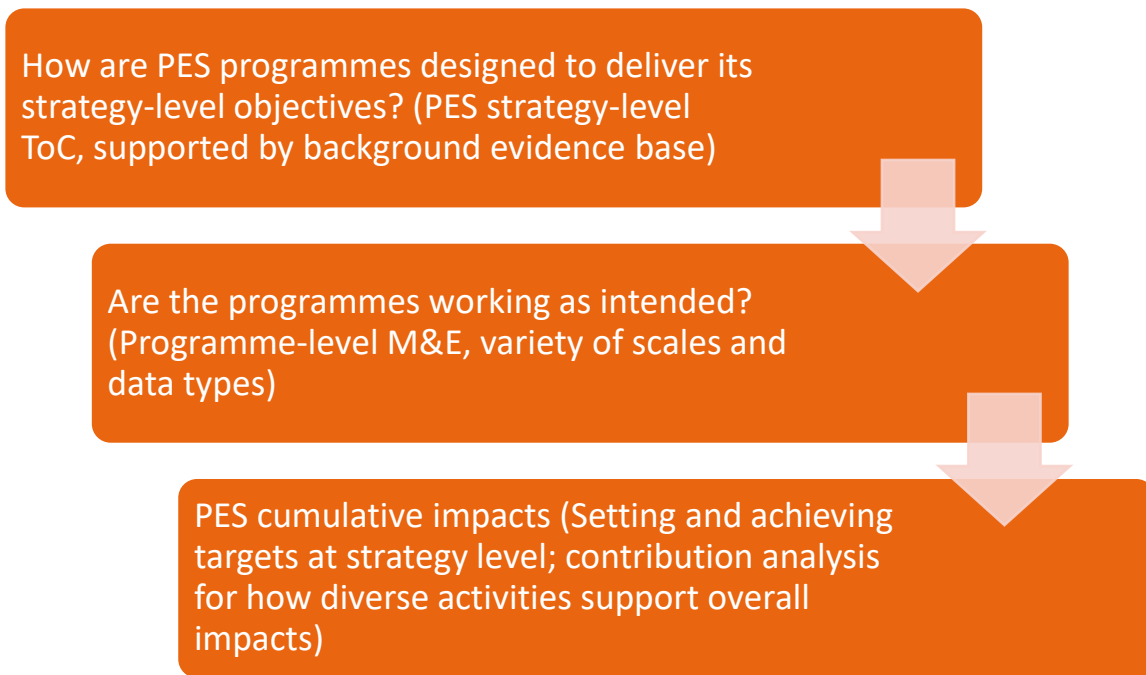 How are PES programmes designed to deliver its
strategy-level objectives? (PES strategy-level
ToC, supported by background evidence base)
Are the programmes working as intended?
(Programme-level M&E, variety of scales and
data types)
PES cumulative impacts (Setting and achieving
targets at strategy level; contribution analysis
for how diverse activities support overall
impacts)